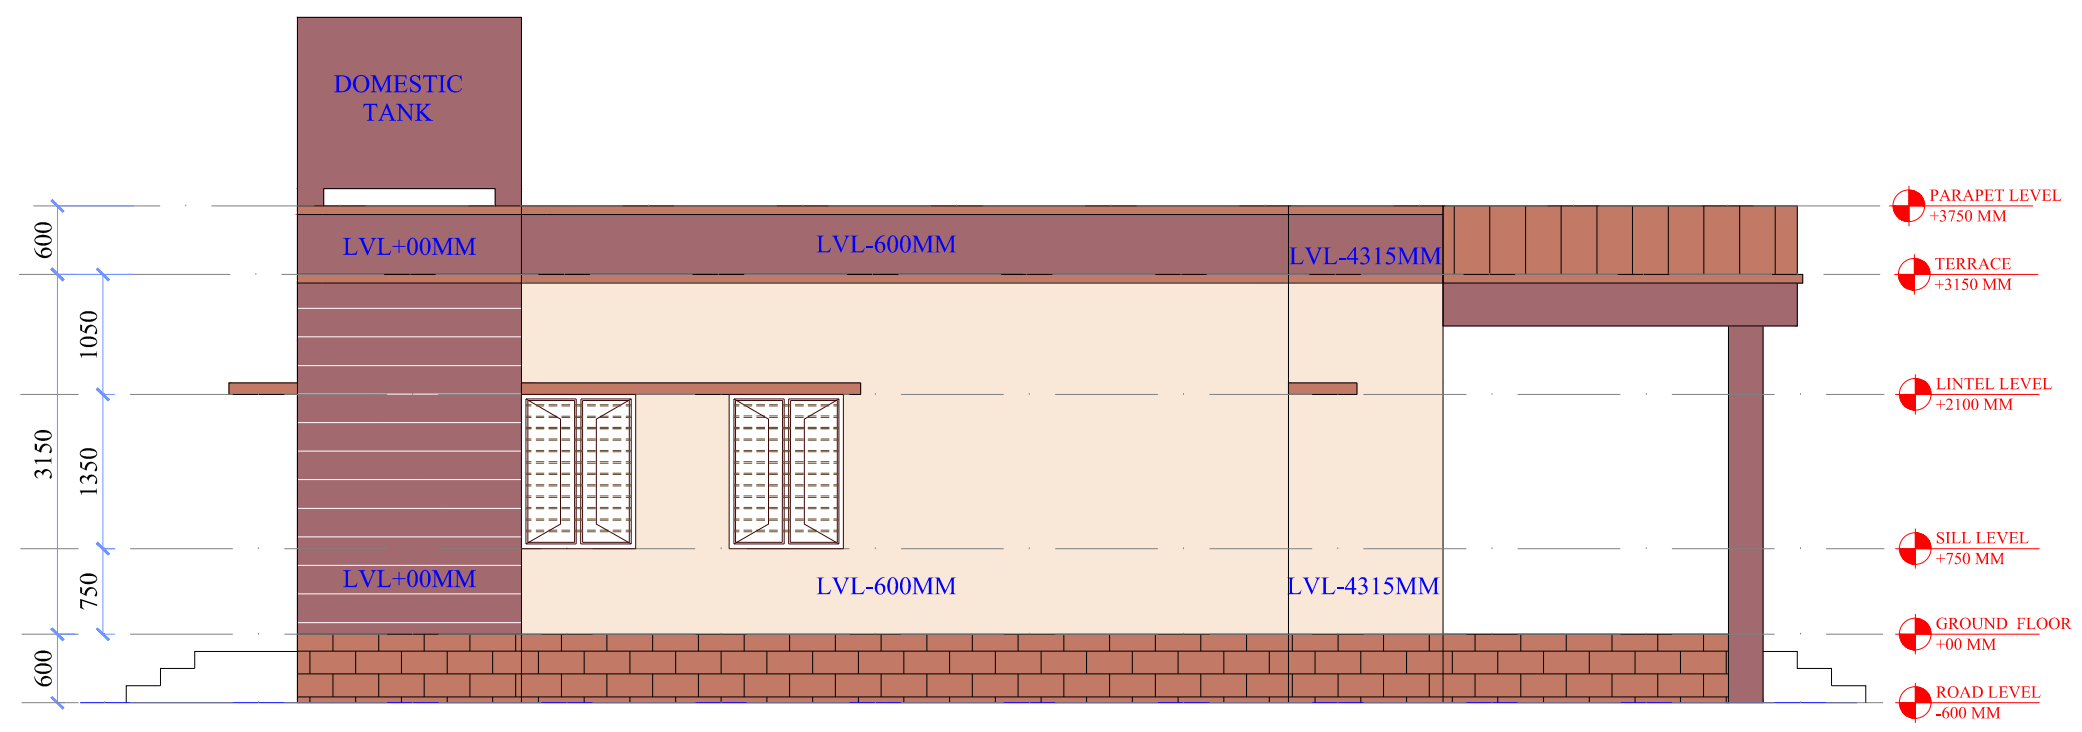 DOMESTIC
TANK
PARAPET LEVEL
+3750 MM
600
LVL+00MM
LVL-600MM
LVL-4315MM
TERRACE
+3150 MM
1050
LINTEL LEVEL
+2100 MM
3150
1350
SILL LEVEL
+750 MM
750
LVL+00MM
LVL-600MM
LVL-4315MM
GROUND FLOOR
+00 MM
600
ROAD LEVEL
-600 MM